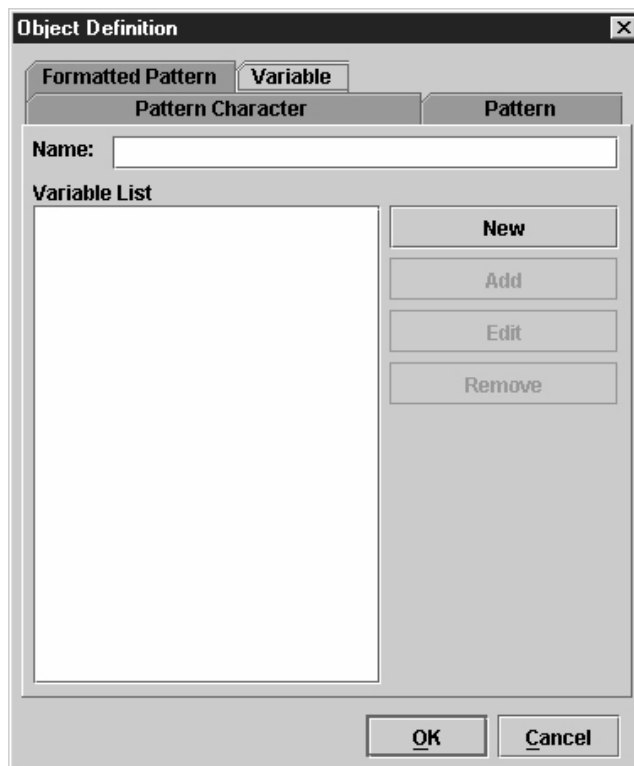 Object Definition
Formatted Pattern Variable
Pattern Character Pattern
Name:
Variable List
New
Add
Edit
Remove
OK Cancel